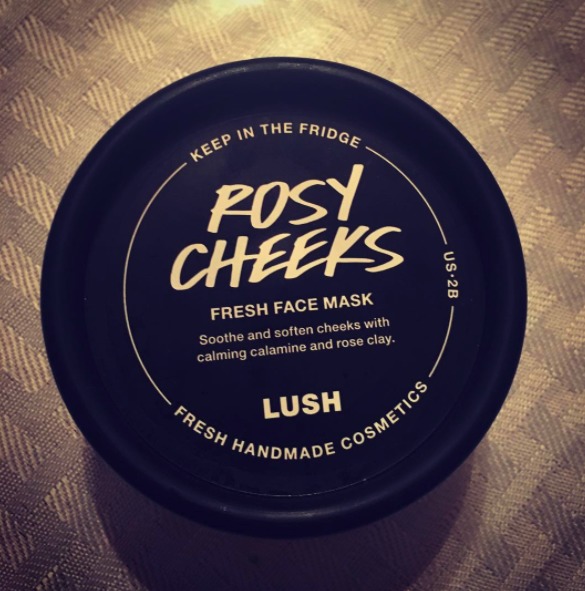 KEEP IN THE FRIDGE
ROSY
CHEEKS
US·2B
FRESH FACE MASK
Soothe and soften cheeks with
calming calamine and rose clay.
LUSH
FRESH HANDMADE COSMETICS